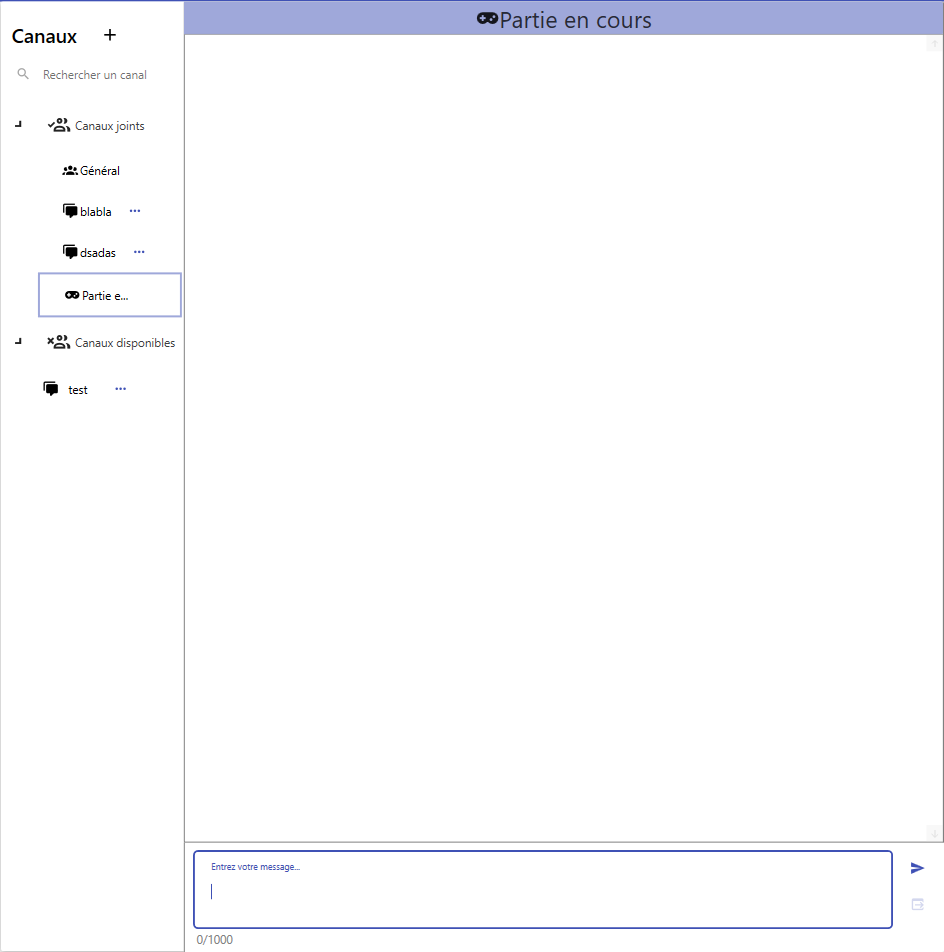 Canaux
Rechercher un canal
Canaux joints
Général
blabla
dsadas
Partie e...
Canaux disponibles
test
Partie en cours
Entrez votre message...
0/1000